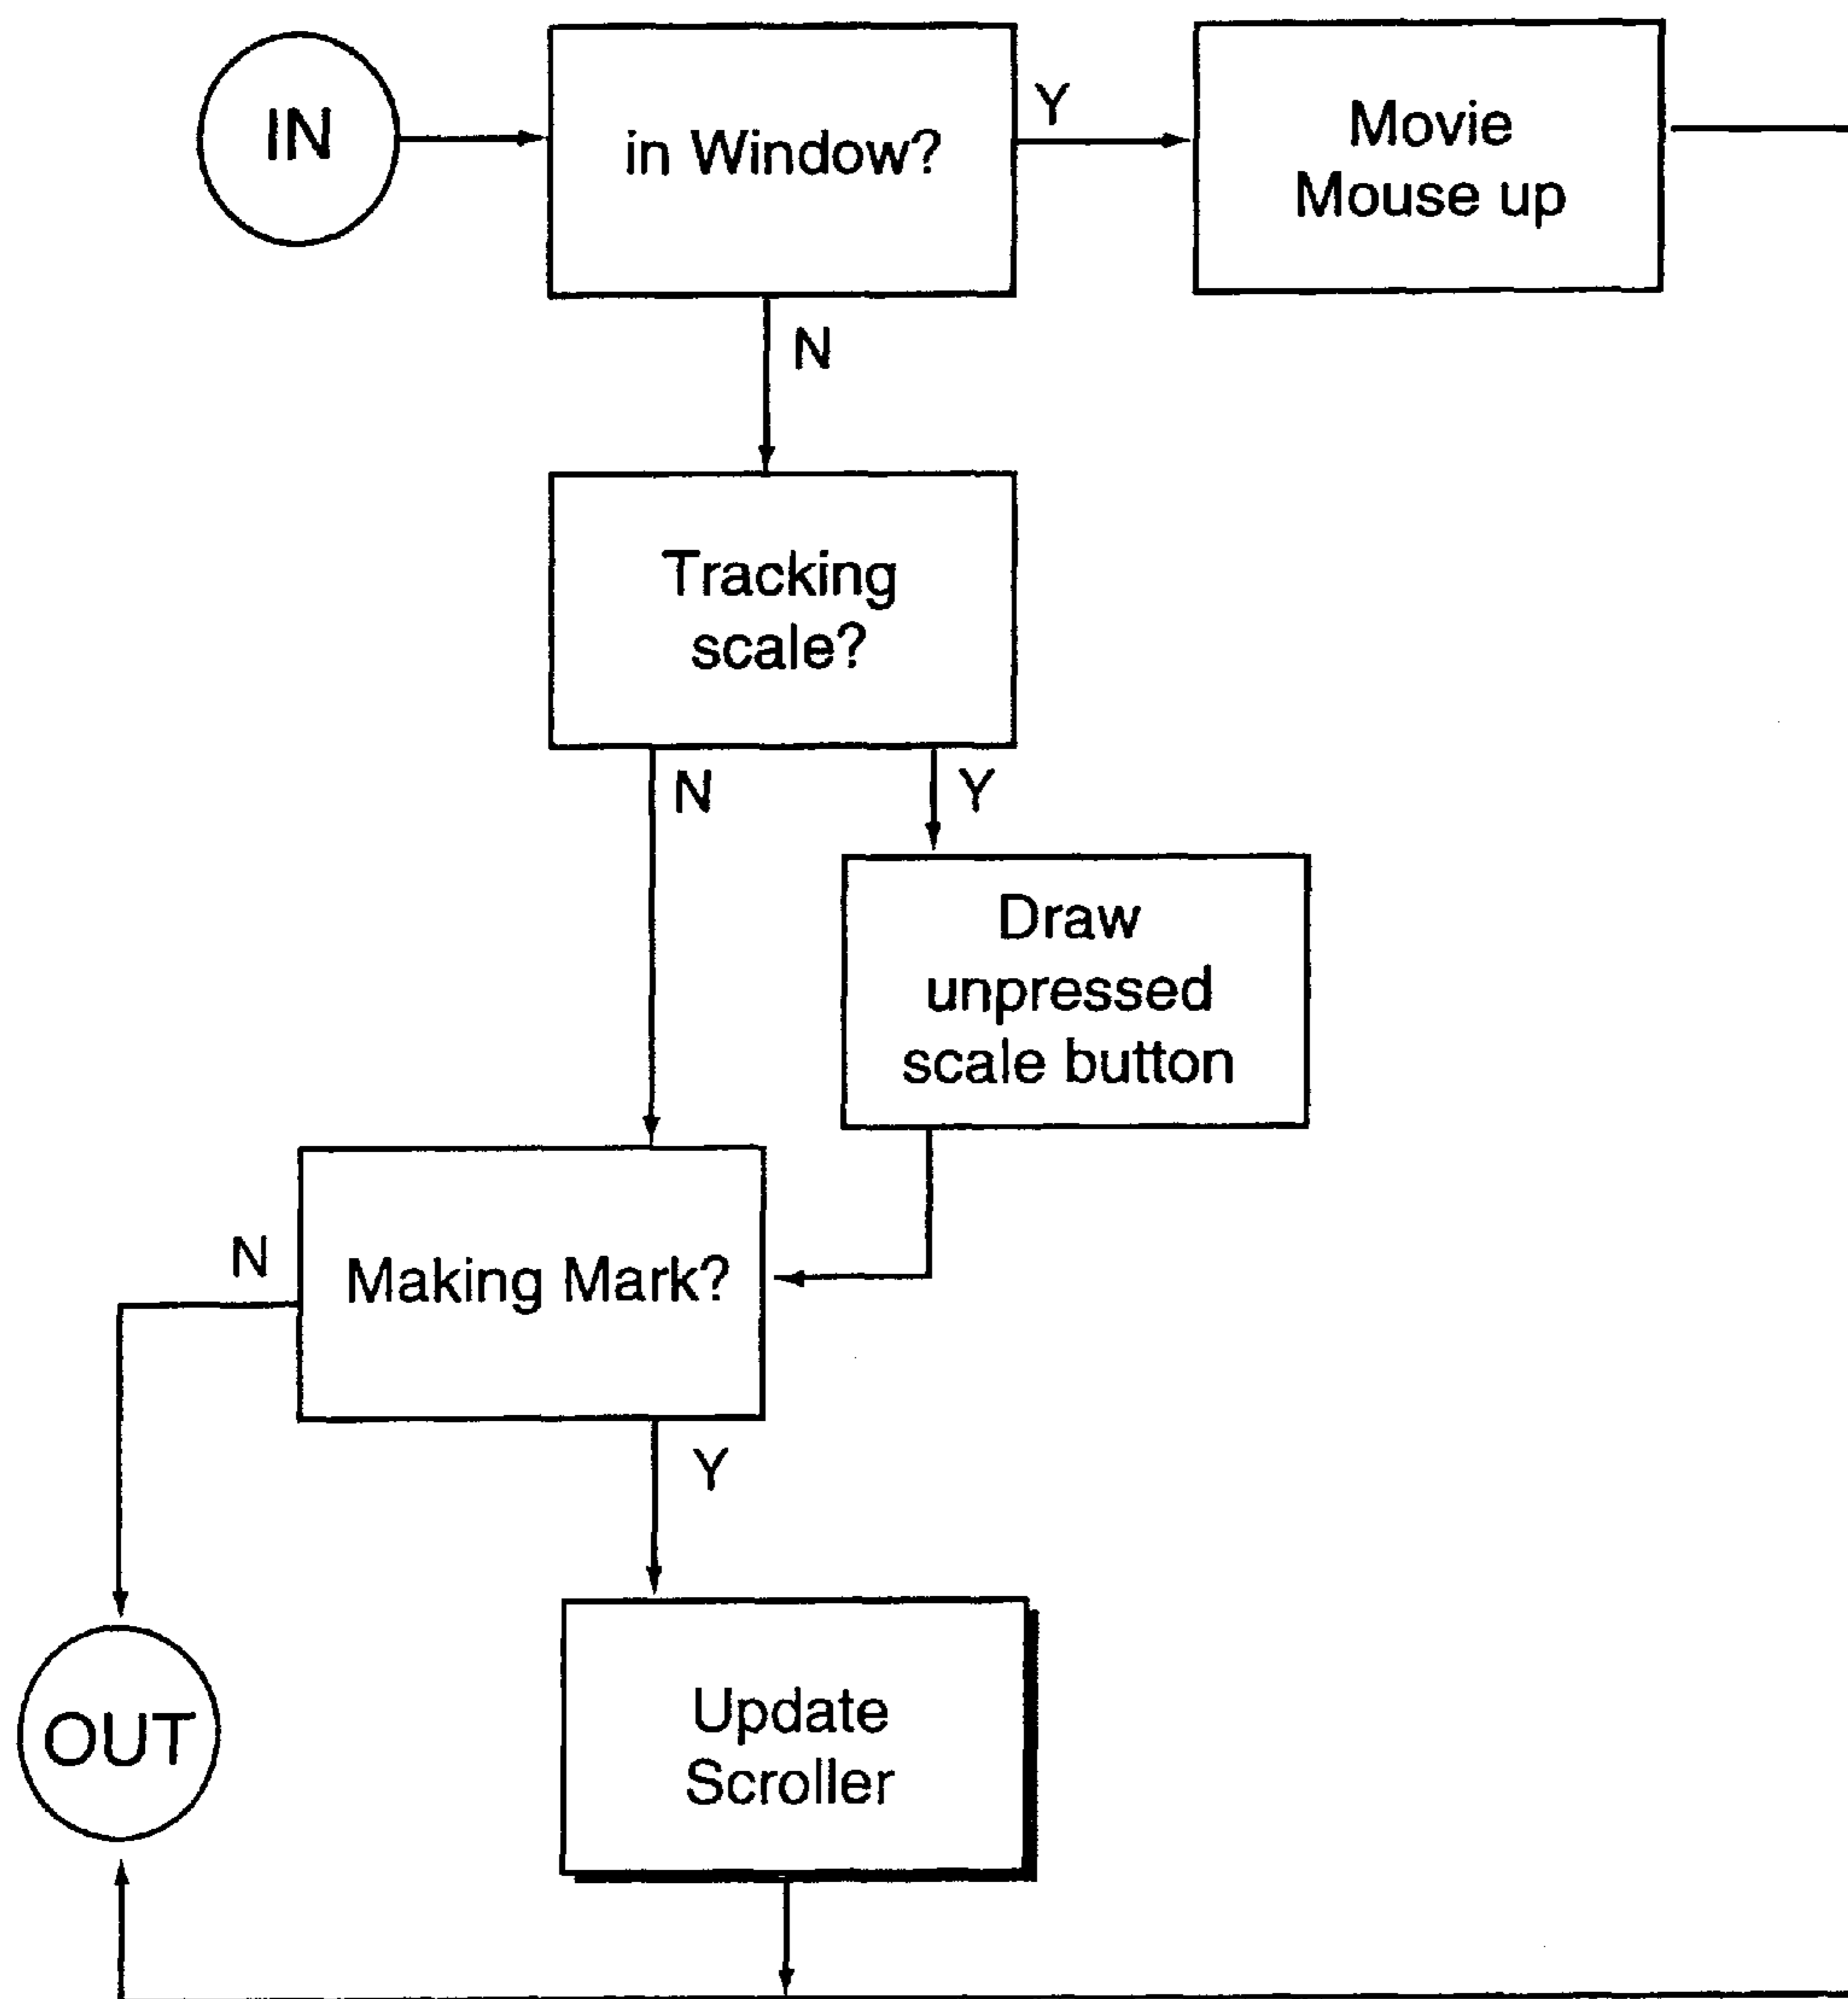 IN
in Window?
Y
Movie
Mouse up
N
Tracking
scale?
N
Y
Draw
unpressed
scale button
N
Making Mark?
Y
Update
Scroller
OUT